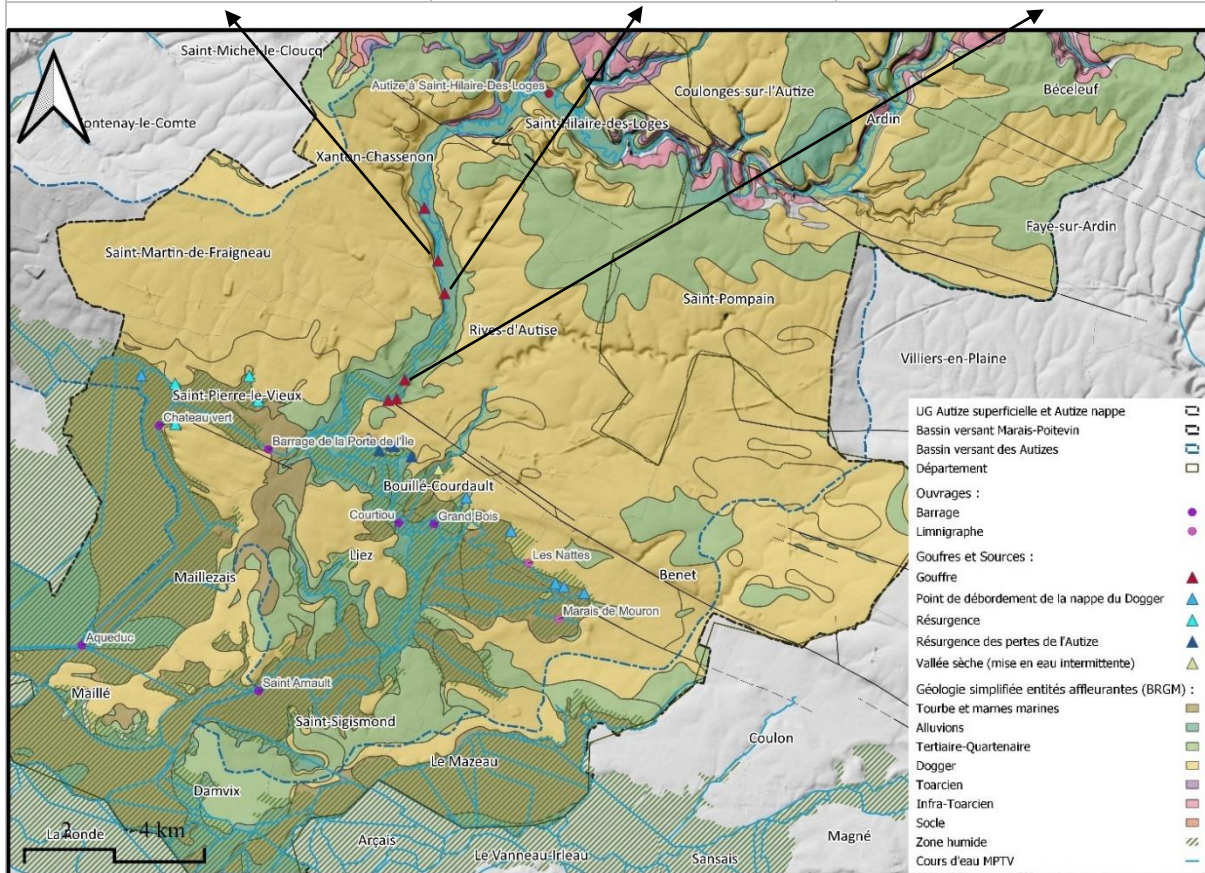 Saint-Michel-le-Cloucq
Autize à Saint-Hilaire-Des-Loges
Coulonges-sur-l'Autize
Béceleuf
Fontenay-le-Comte
Saint-Hilaire-des-Loges
Ardin
Xanton-Chassenon
Faye-sur-Ardin
Saint-Martin-de-Fraigneau
Saint-Pompain
Rives-d'Autise
Villiers-en-Plaine
Saint-Pierre-le-Vieux
Chateau vert
Barrage de la Porte de l'Île
Bouillé-Courdault
Courtiou
Grand Bois
Liez
Les Nattes
Maillezais
Benet
Marais de Mouron
Aqueduc
Maillé
Saint Arnault
Saint-Sigismond
Coulon
Le Mazeau
Damvix
La Ronde
2
4 km
Arçais
Le Vanneau-Irleau
Sansais
Magné
UG Autize superficielle et Autize nappe
Bassin versant Marais-Poitevin
Bassin versant des Autizes
Département
Ouvrages :
Barrage
Limnigraphe
Goufres et Sources :
Gouffre
Point de débordement de la nappe du Dogger
Résurgence
Résurgence des pertes de l'Autize
Vallée sèche (mise en eau intermittente)
Géologie simplifiée entités affleurantes (BRGM) :
Tourbe et marnes marines
Alluvions
Tertiaire-Quartenaire
Dogger
Toarcien
Infra-Toarcien
Socle
Zone humide
Cours d'eau MPTV